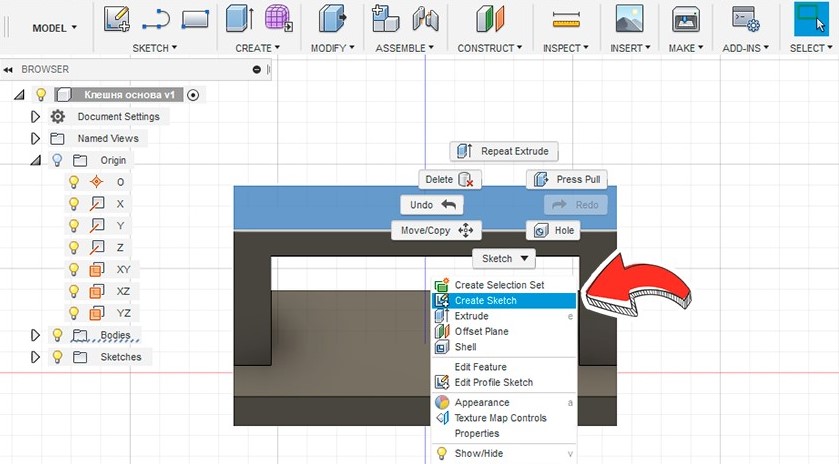 MODEL
SKETCH
CREATE
MODIFY
ASSEMBLE
CONSTRUCT
INSPECT
INSERT
MAKE
ADD-INS
SELECT
BROWSER
Клешня основа v1
Document Settings
Named Views
Origin
O
X
Y
Z
XY
XZ
YZ
Bodies
Sketches
Repeat Extrude
Delete
Press Pull
Undo
Redo
Move/Copy
Hole
Sketch
Create Selection Set
Create Sketch
Extrude e
Offset Plane
Shell
Edit Feature
Edit Profile Sketch
Appearance a
Texture Map Controls
Properties
Show/Hide v